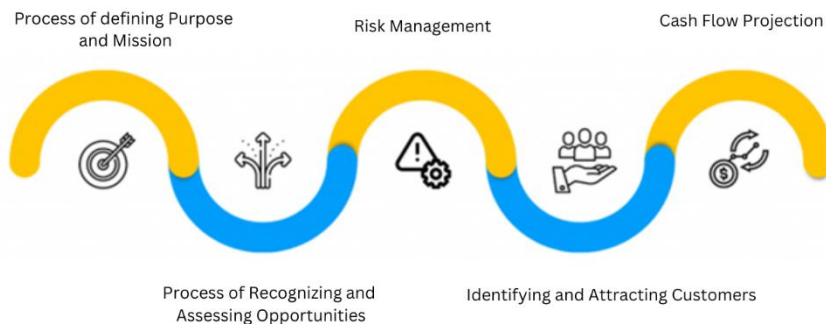 Process of defining Purpose
and Mission
Risk Management
Cash Flow Projection
Process of Recognizing and
Assessing Opportunities
Identifying and Attracting Customers